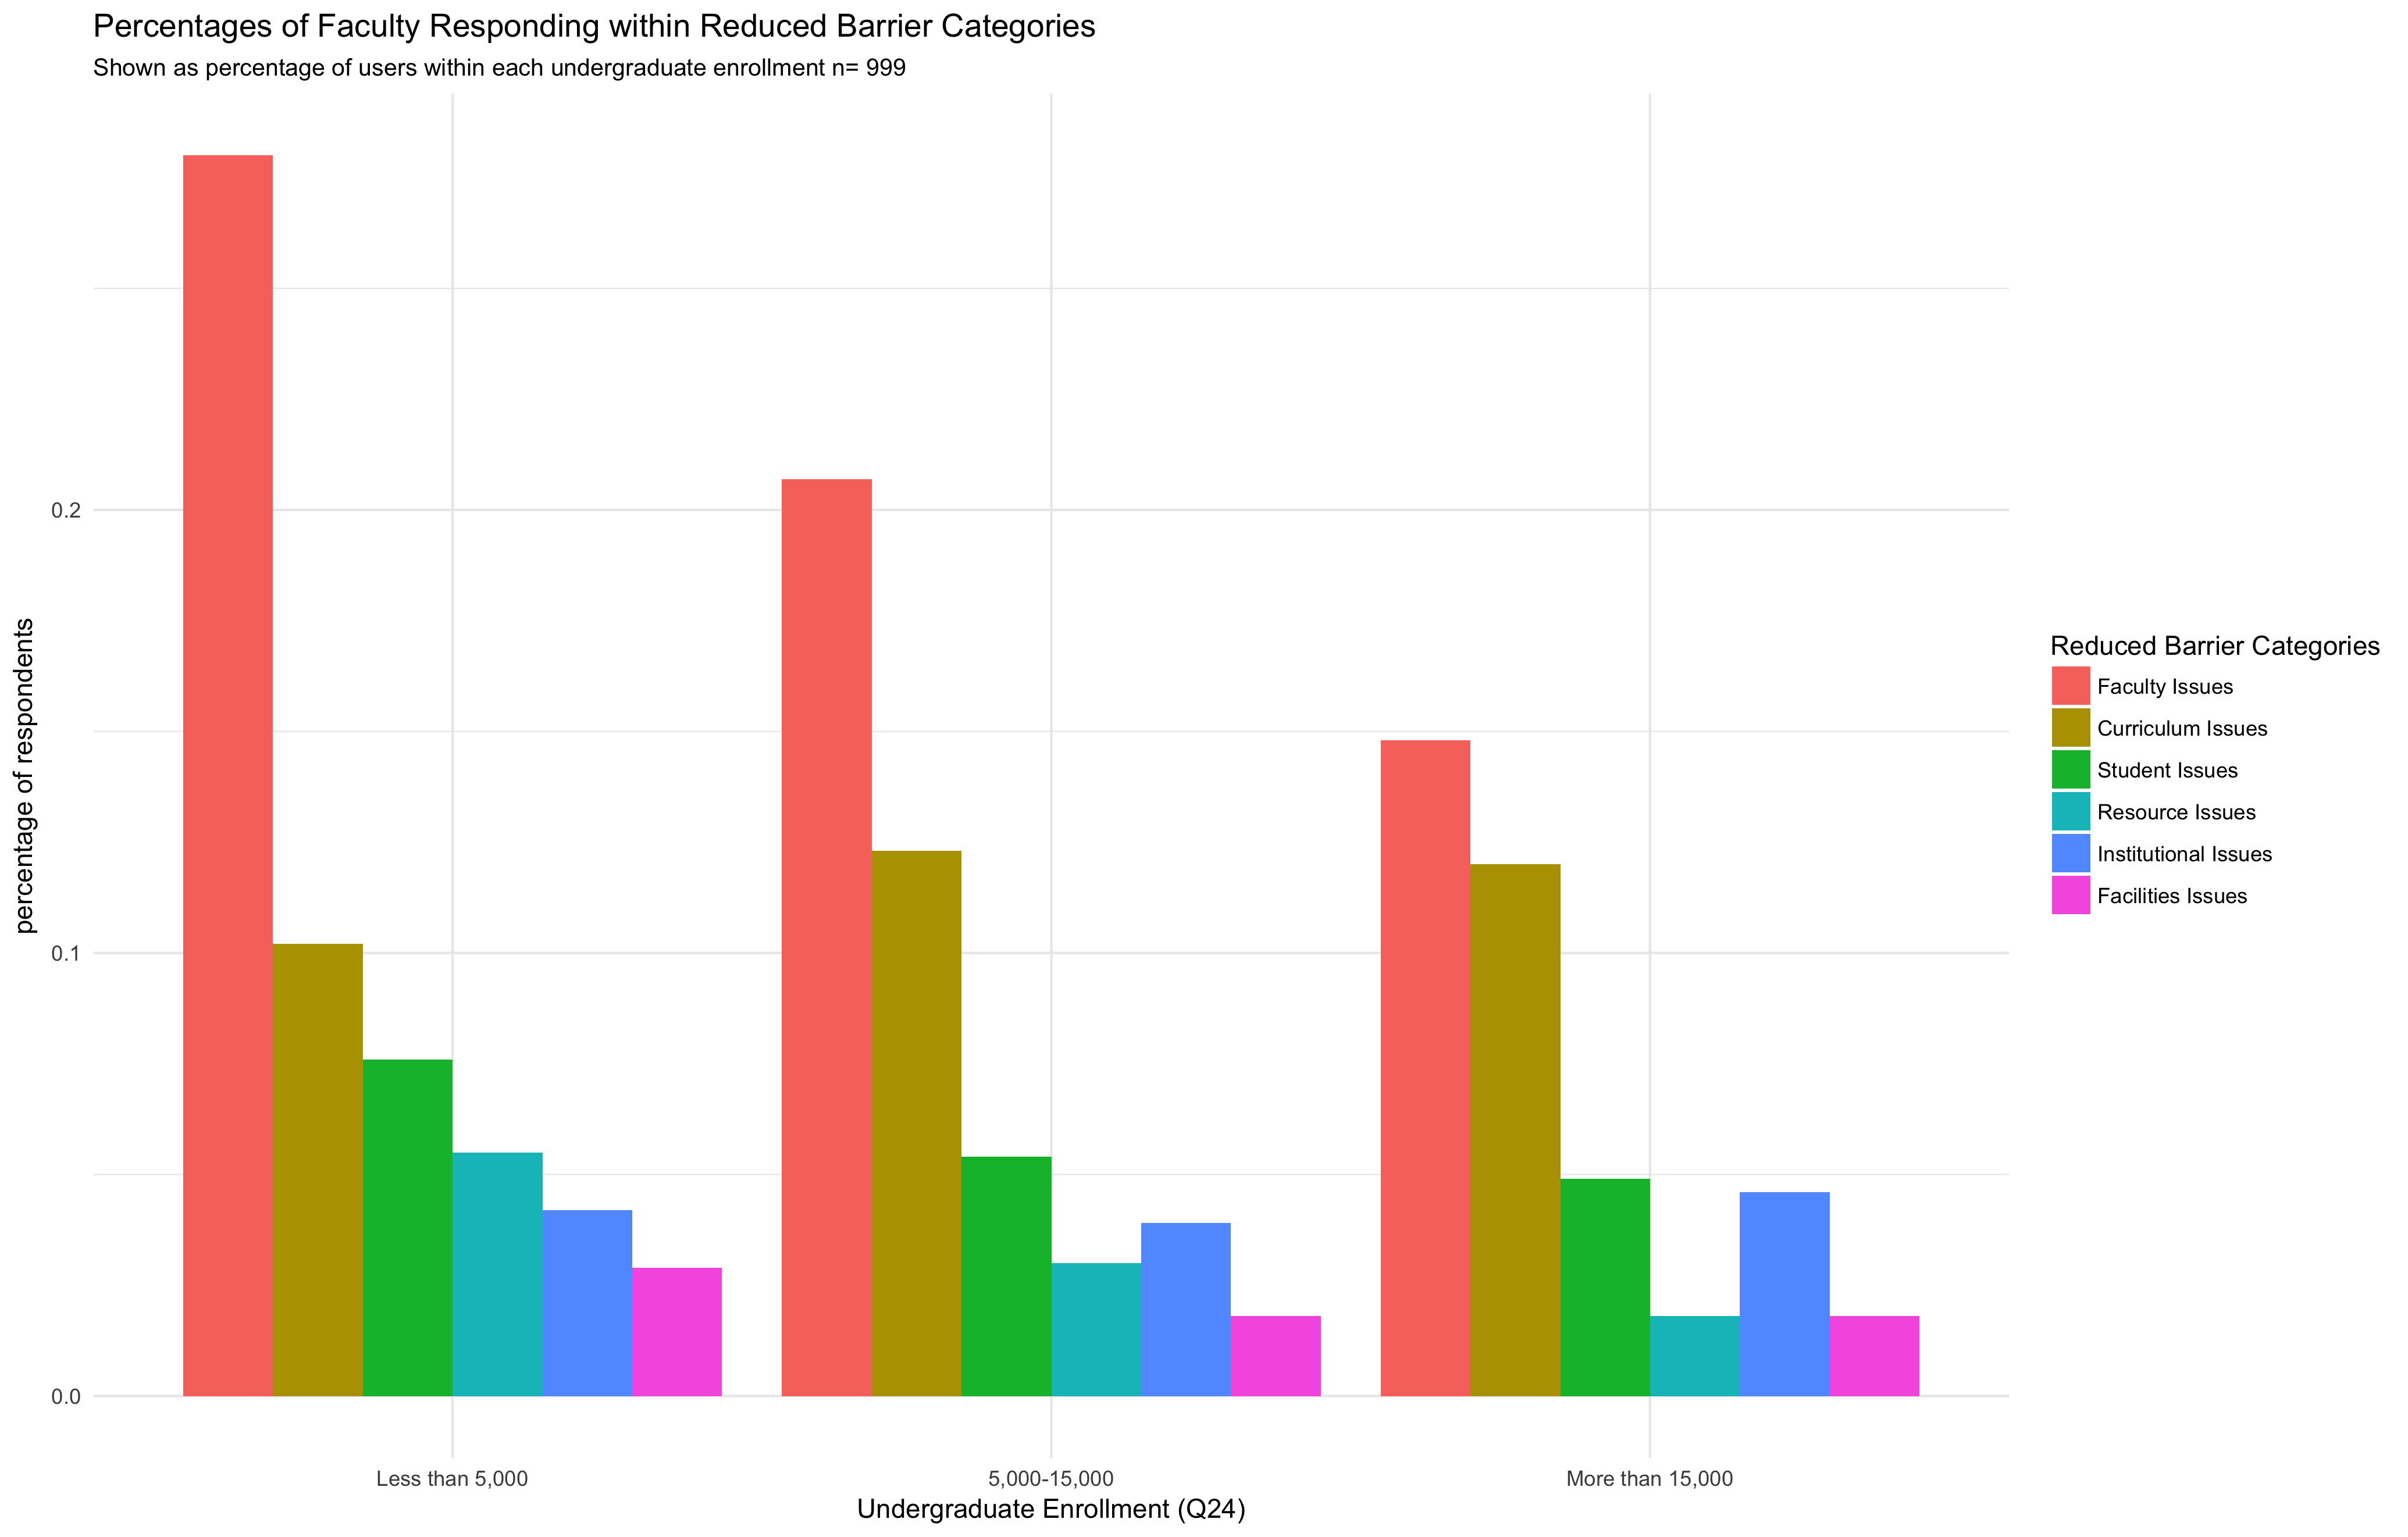 Percentages of Faculty Responding within Reduced Barrier Categories
Shown as percentage of users within each undergraduate enrollment n= 999
percentage of respondents
0.2
0.1
0.0
Less than 5,000
5,000-15,000
More than 15,000
Undergraduate Enrollment (Q24)
Reduced Barrier Categories
Faculty Issues
Curriculum Issues
Student Issues
Resource Issues
Institutional Issues
Facilities Issues